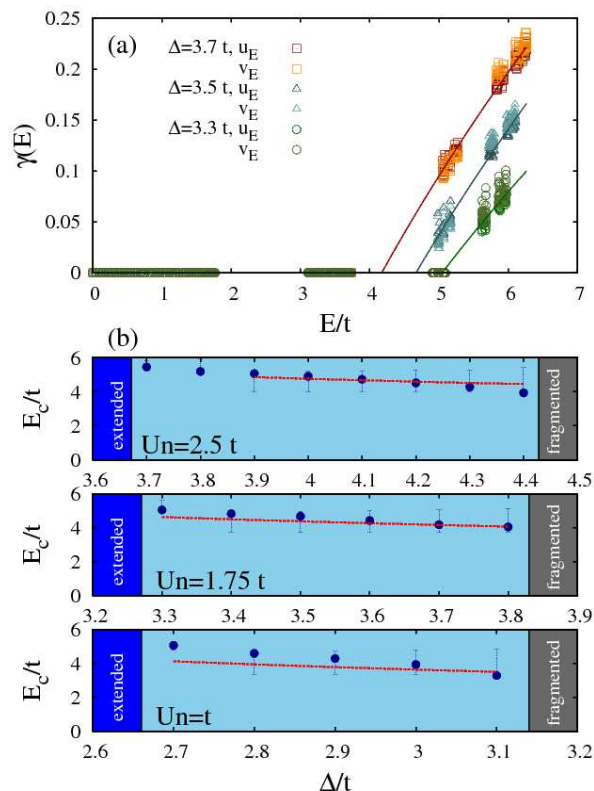 (a)
Δ=3.7 t, u_E
v_E
Δ=3.5 t, u_E
v_E
Δ=3.3 t, u_E
v_E
γ(E)
0.25
0.2
0.15
0.1
0.05
0
0 1 2 3 4 5 6 7
E/t
(b)
E_c/t
6
4
2
0
extended
Un=2.5 t
fragmented
3.6 3.7 3.8 3.9 4 4.1 4.2 4.3 4.4 4.5
E_c/t
6
4
2
0
extended
Un=1.75 t
fragmented
3.2 3.3 3.4 3.5 3.6 3.7 3.8 3.9
E_c/t
6
4
2
0
extended
Un=t
fragmented
2.6 2.7 2.8 2.9 3 3.1 3.2
Δ/t